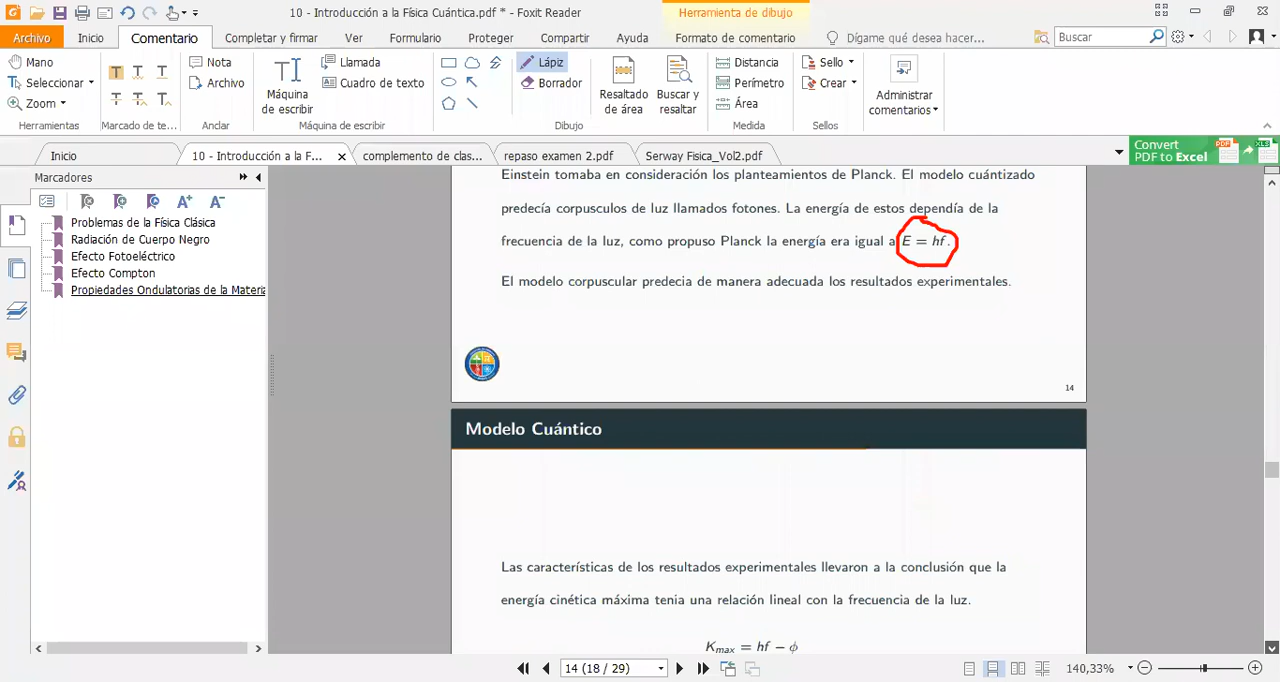 10 - Introducción a la Física Cuántica.pdf * - Foxit Reader
Herramienta de dibujo
Archivo Inicio Comentario Completar y firmar Ver Formulario Proteger Compartir Ayuda Formato de comentario Dígame qué desea hacer... Buscar
Mano
Seleccionar
Zoom
Herramientas
Marcado de te...
Nota
Archivo
Anclar
Máquina
de escribir
Llamada
Cuadro de texto
Máquina de escribir
Lápiz
Borrador
Dibujo
Resaltado
de área
Buscar y
resaltar
Distancia
Perímetro
Área
Medida
Sello
Crear
Sellos
Administrar
comentarios
Inicio 10 - Introducción a la F... complemento de clas... repaso examen 2.pdf Serway Fisica_Vol2.pdf
Convert
PDF to Excel
PDF XLS
Marcadores
Problemas de la Física Clásica
Radiación de Cuerpo Negro
Efecto Fotoeléctrico
Efecto Compton
Propiedades Ondulatorias de la Materia
Einstein tomaba en consideración los planteamientos de Planck. El modelo cuántizado
predecía corpusculos de luz llamados fotones. La energía de estos dependía de la
frecuencia de la luz, como propuso Planck la energía era igual a E = hf.
El modelo corpuscular predecia de manera adecuada los resultados experimentales.
14
Modelo Cuántico
Las características de los resultados experimentales llevaron a la conclusión que la
energía cinética máxima tenia una relación lineal con la frecuencia de la luz.
Kmax = hf − ϕ
14 (18 / 29)
140,33%